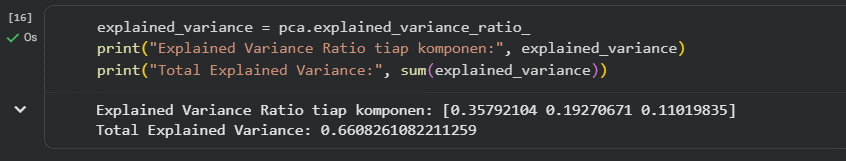 [16]
0s
explained_variance = pca.explained_variance_ratio_
print("Explained Variance Ratio tiap komponen:", explained_variance)
print("Total Explained Variance:", sum(explained_variance))
Explained Variance Ratio tiap komponen: [0.35792104 0.19270671 0.11019835]
Total Explained Variance: 0.6608261082211259